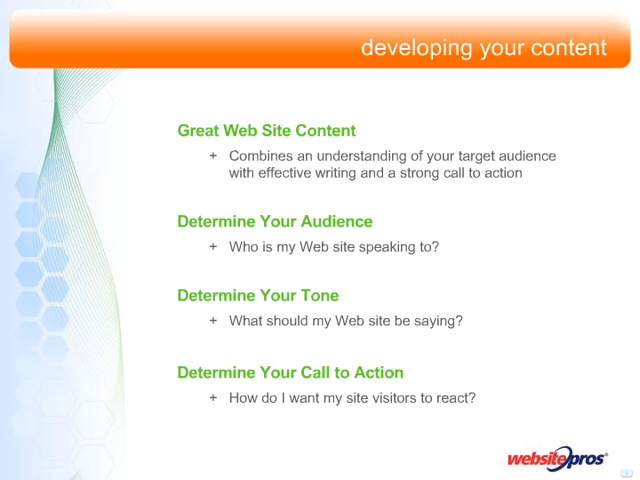 developing your content
Great Web Site Content
+ Combines an understanding of your target audience
with effective writing and a strong call to action
Determine Your Audience
+ Who is my Web site speaking to?
Determine Your Tone
+ What should my Web site be saying?
Determine Your Call to Action
+ How do I want my site visitors to react?
websitepros®